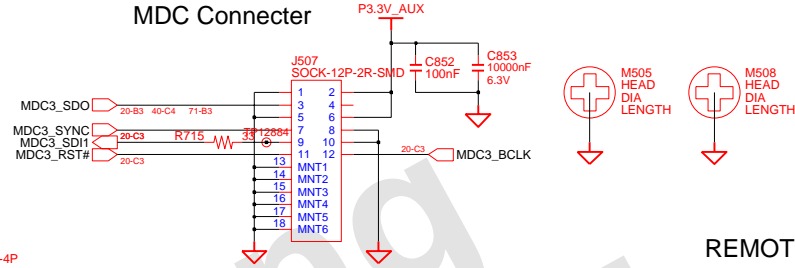 MDC Connecter
P3.3V_AUX
J507
SOCK-12P-2R-SMD
C852
100nF
C853
10000nF
6.3V
M505
HEAD
DIA
LENGTH
M508
HEAD
DIA
LENGTH
1 2
MDC3_SDO 20-B3 40-C4 71-B3 3 4
5 6
MDC3_SYNC 20-C3 7 8
MDC3_SDI1 R715 33 TP12884 9 10
MDC3_RST# 20-C3 11 12 20-C3 MDC3_BCLK
13 MNT1
14 MNT2
15 MNT3
16 MNT4
17 MNT5
18 MNT6
REMOT
-4P